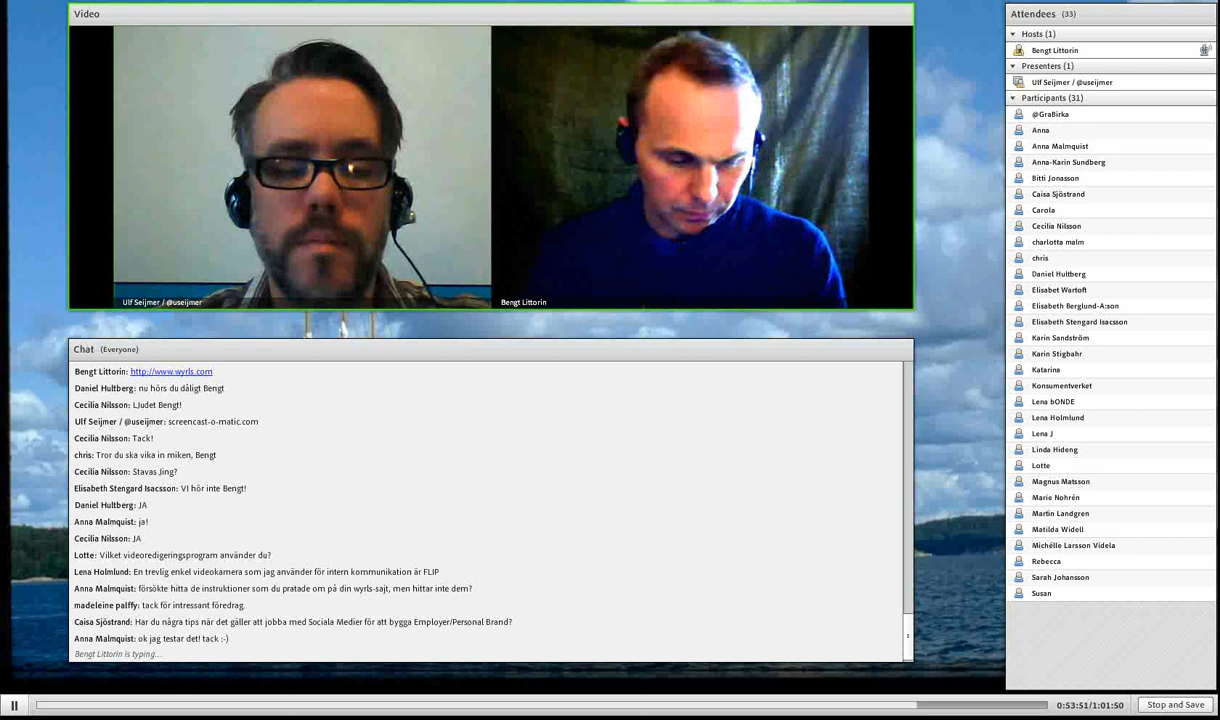 Video
Ulf Seijmer / @useijmer
Bengt Littorin
Chat (Everyone)
Bengt Littorin: http://www.wyrls.com
Daniel Hultberg: nu hörs du dåligt Bengt
Cecilia Nilsson: LJudet Bengt!
Ulf Seijmer / @useijmer: screencast-o-matic.com
Cecilia Nilsson: Tack!
chris: Tror du ska vika in miken, Bengt
Cecilia Nilsson: Stavas Jing?
Elisabeth Stengard Isacsson: VI hör inte Bengt!
Daniel Hultberg: JA
Anna Malmquist: ja!
Cecilia Nilsson: JA
Lotte: Vilket videoredigeringsprogram använder du?
Lena Holmlund: En trevlig enkel videokamera som jag använder för intern kommunikation är FLIP
Anna Malmquist: försökte hitta de instruktioner som du pratade om på din wyrls-sajt, men hittar inte dem?
madeleine palffy: tack för intressant föredrag.
Caisa Sjöstrand: Har du några tips när det gäller att jobba med Sociala Medier för att bygga Employer/Personal Brand?
Anna Malmquist: ok jag testar det! tack :-)
Bengt Littorin is typing...
Attendees (33)
Hosts (1)
Bengt Littorin
Presenters (1)
Ulf Seijmer / @useijmer
Participants (31)
@GraBirka
Anna
Anna Malmquist
Anna-Karin Sundberg
Bitti Jonasson
Caisa Sjöstrand
Carola
Cecilia Nilsson
charlotta malm
chris
Daniel Hultberg
Elisabet Wartoft
Elisabeth Berglund-A:son
Elisabeth Stengard Isacsson
Karin Sandström
Karin Stigbahr
Katarina
Konsumentverket
Lena bONDE
Lena Holmlund
Lena J
Linda Hideng
Lotte
Magnus Matsson
Marie Nohrén
Martin Landgren
Matilda Widell
Michélle Larsson Videla
Rebecca
Sarah Johansson
Susan
0:53:51/1:01:50
Stop and Save